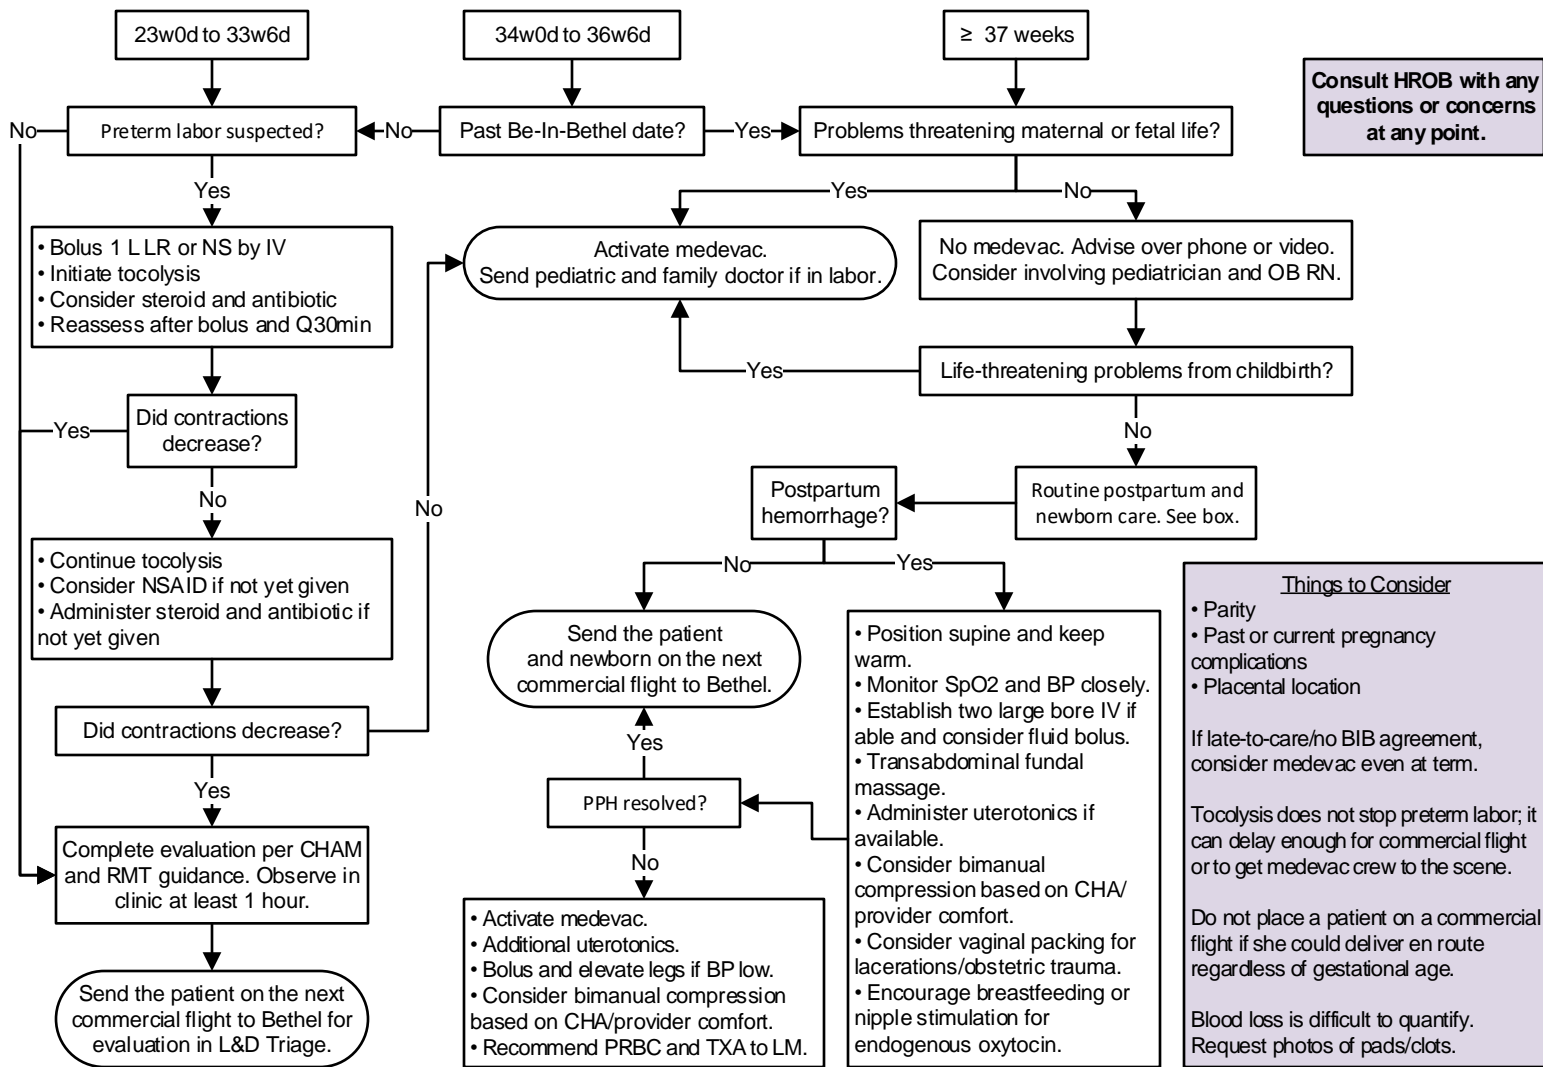 23w0d to 33w6d
34w0d to 36w6d
≥ 37 weeks
Consult HROB with any
questions or concerns
at any point.
No
Preterm labor suspected?
No
Past Be-In-Bethel date?
Yes
Problems threatening maternal or fetal life?
Yes
Yes
No
• Bolus 1 L LR or NS by IV
• Initiate tocolysis
• Consider steroid and antibiotic
• Reassess after bolus and Q30min
Activate medevac.
Send pediatric and family doctor if in labor.
No medevac. Advise over phone or video.
Consider involving pediatrician and OB RN.
Yes
Life-threatening problems from childbirth?
Yes
Did contractions
decrease?
No
No
No
Postpartum
hemorrhage?
Routine postpartum and
newborn care. See box.
• Continue tocolysis
• Consider NSAID if not yet given
• Administer steroid and antibiotic if
not yet given
No
Yes
Send the patient
and newborn on the next
commercial flight to Bethel.
• Position supine and keep
warm.
• Monitor SpO2 and BP closely.
• Establish two large bore IV if
able and consider fluid bolus.
• Transabdominal fundal
massage.
• Administer uterotonics if
available.
• Consider bimanual
compression based on CHA/
provider comfort.
• Consider vaginal packing for
lacerations/obstetric trauma.
• Encourage breastfeeding or
nipple stimulation for
endogenous oxytocin.
Things to Consider
• Parity
• Past or current pregnancy
complications
• Placental location
If late-to-care/no BIB agreement,
consider medevac even at term.
Tocolysis does not stop preterm labor; it
can delay enough for commercial flight
or to get medevac crew to the scene.
Do not place a patient on a commercial
flight if she could deliver en route
regardless of gestational age.
Blood loss is difficult to quantify.
Request photos of pads/clots.
Did contractions decrease?
Yes
Yes
PPH resolved?
No
Complete evaluation per CHAM
and RMT guidance. Observe in
clinic at least 1 hour.
• Activate medevac.
• Additional uterotonics.
• Bolus and elevate legs if BP low.
• Consider bimanual compression
based on CHA/provider comfort.
• Recommend PRBC and TXA to LM.
Send the patient on the next
commercial flight to Bethel for
evaluation in L&D Triage.